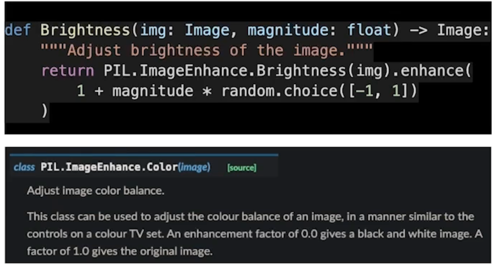 def Brightness(img: Image, magnitude: float) -> Image:
    """Adjust brightness of the image."""
    return PIL.ImageEnhance.Brightness(img).enhance(
        1 + magnitude * random.choice([-1, 1])
    )
class PIL.ImageEnhance.Color(image) [source]
Adjust image color balance.
This class can be used to adjust the colour balance of an image, in a manner similar to the
controls on a colour TV set. An enhancement factor of 0.0 gives a black and white image. A
factor of 1.0 gives the original image.